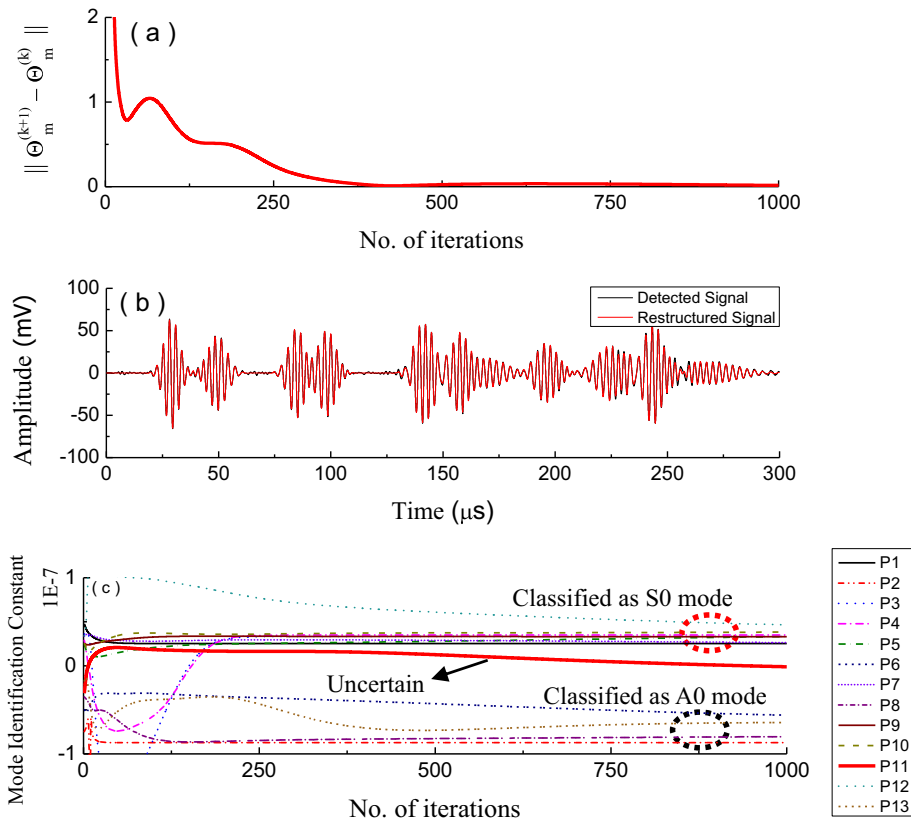 ( a )
|| Θ_m^(k+1) − Θ_m^(k) ||
2
1
0
0 250 500 750 1000
No. of iterations
( b )
Detected Signal
Restructured Signal
Amplitude (mV)
100
50
0
-50
-100
0 50 100 150 200 250 300
Time (μs)
Mode Identification Constant
1E-7
( c )
1
0
-1
Classified as S0 mode
Uncertain
Classified as A0 mode
0 250 500 750 1000
No. of iterations
P1
P2
P3
P4
P5
P6
P7
P8
P9
P10
P11
P12
P13